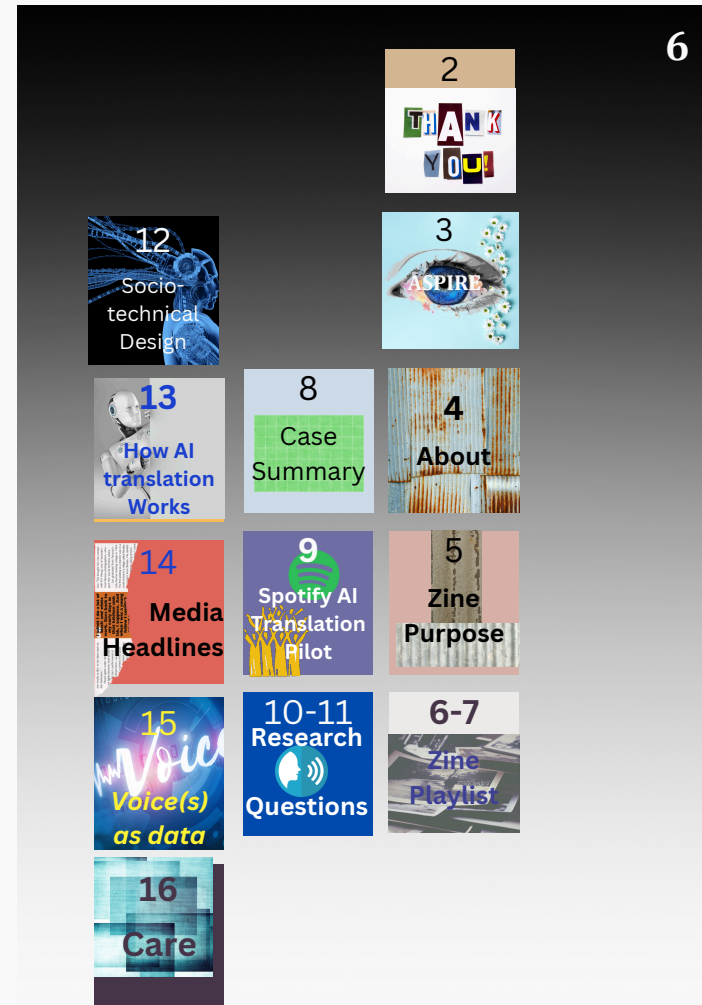 6
2
THANK
YOU!
12
Socio-
technical
Design
3
ASPIRE
13
How AI
translation
Works
8
Case
Summary
4
About
14
Media
Headlines
9
Spotify AI
Translation
Pilot
5
Zine
Purpose
15
Voice
Voice(s)
as data
10-11
Research
Questions
6-7
Zine
Playlist
16
Care